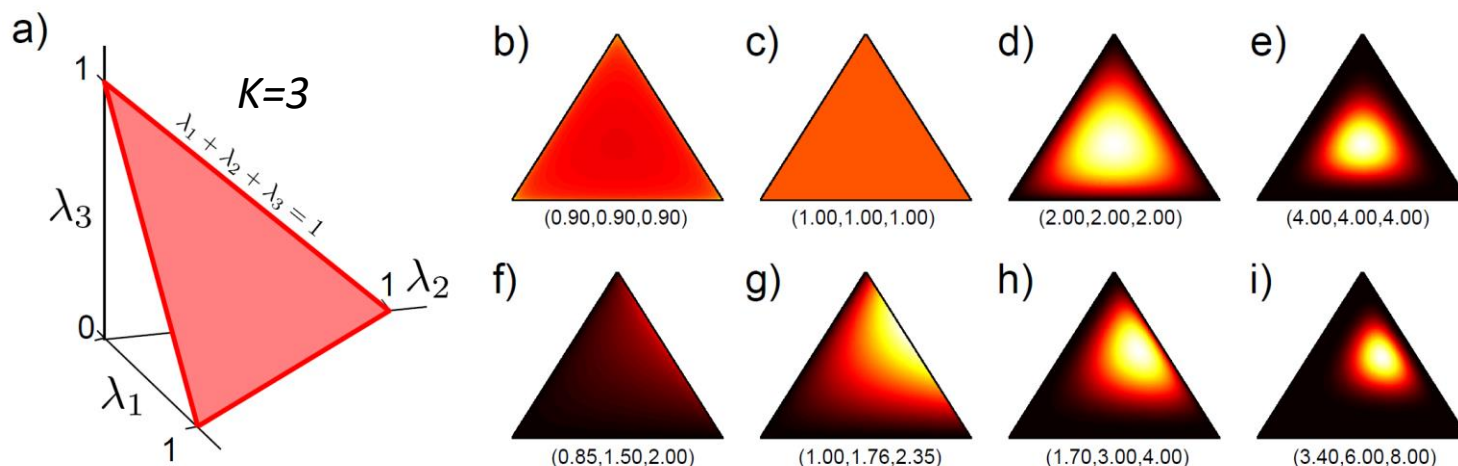 a)
K=3
1
λ₁ + λ₂ + λ₃ = 1
λ₃
1
λ₂
0
λ₁
1
b)
(0.90,0.90,0.90)
c)
(1.00,1.00,1.00)
d)
(2.00,2.00,2.00)
e)
(4.00,4.00,4.00)
f)
(0.85,1.50,2.00)
g)
(1.00,1.76,2.35)
h)
(1.70,3.00,4.00)
i)
(3.40,6.00,8.00)